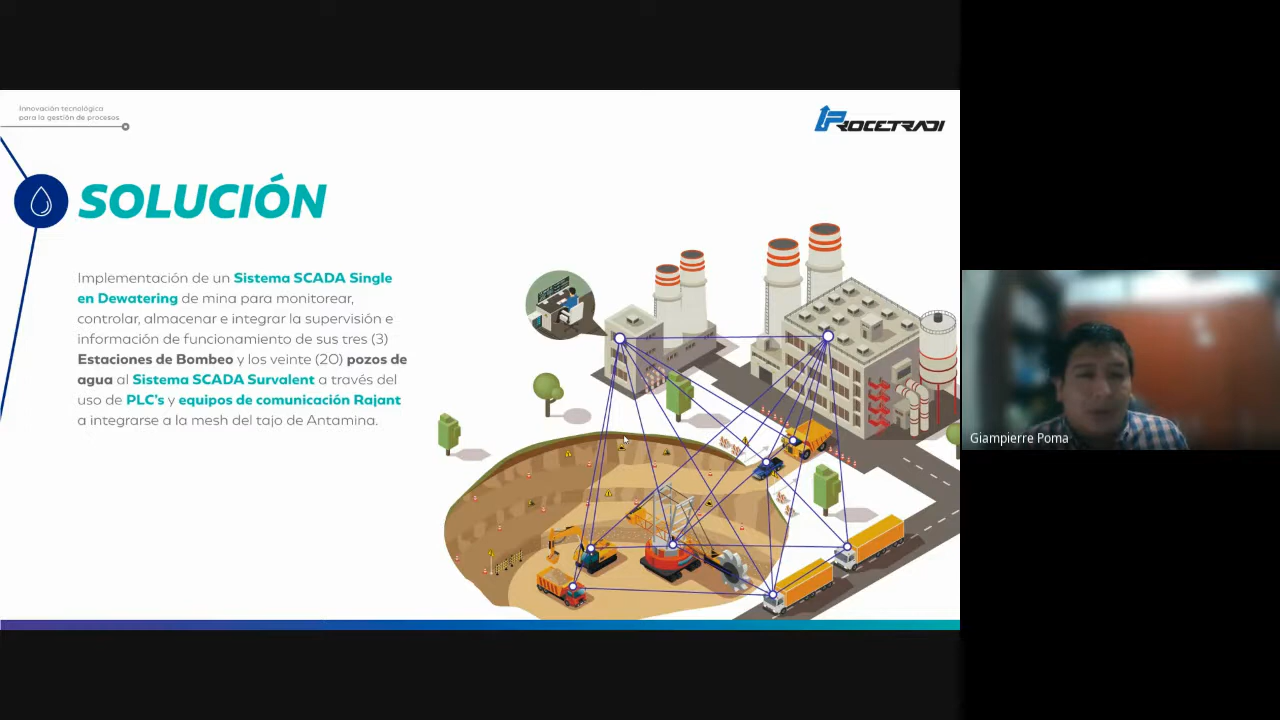 Innovación tecnológica
para la gestión de procesos
PROCETRADI
SOLUCIÓN
Implementación de un Sistema SCADA Single
en Dewatering de mina para monitorear,
controlar, almacenar e integrar la supervisión e
información de funcionamiento de sus tres (3)
Estaciones de Bombeo y los veinte (20) pozos de
agua al Sistema SCADA Survalent a través del
uso de PLC's y equipos de comunicación Rajant
a integrarse a la mesh del tajo de Antamina.
Giampierre Poma